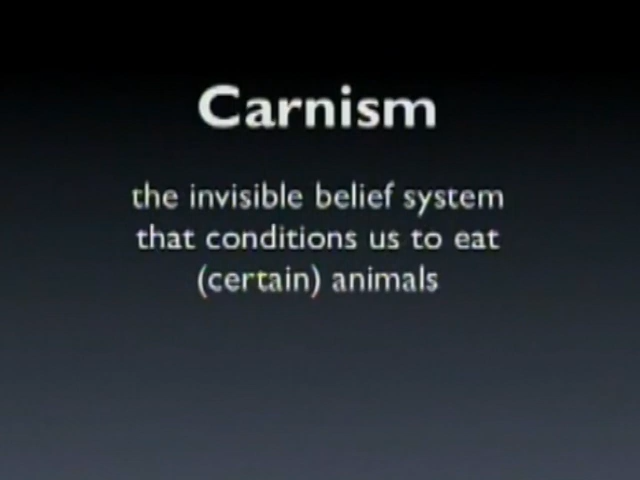 Carnism
the invisible belief system
that conditions us to eat
(certain) animals